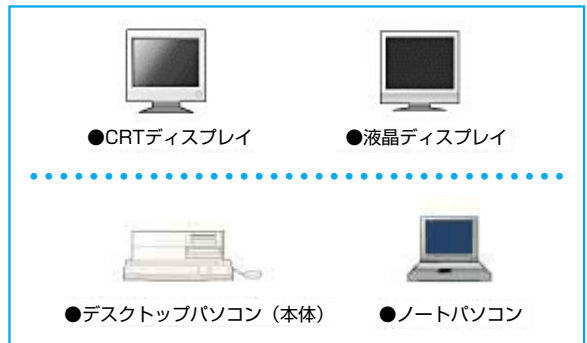 ●CRTディスプレイ
●液晶ディスプレイ
●デスクトップパソコン（本体）
●ノートパソコン